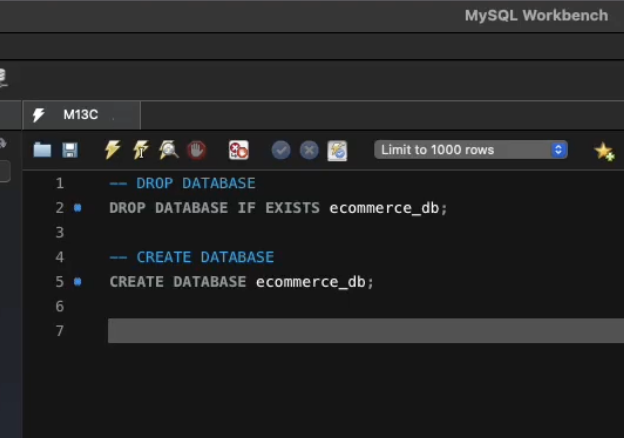 MySQL Workbench
M13C
Limit to 1000 rows
1 -- DROP DATABASE
2 DROP DATABASE IF EXISTS ecommerce_db;
3
4 -- CREATE DATABASE
5 CREATE DATABASE ecommerce_db;
6
7